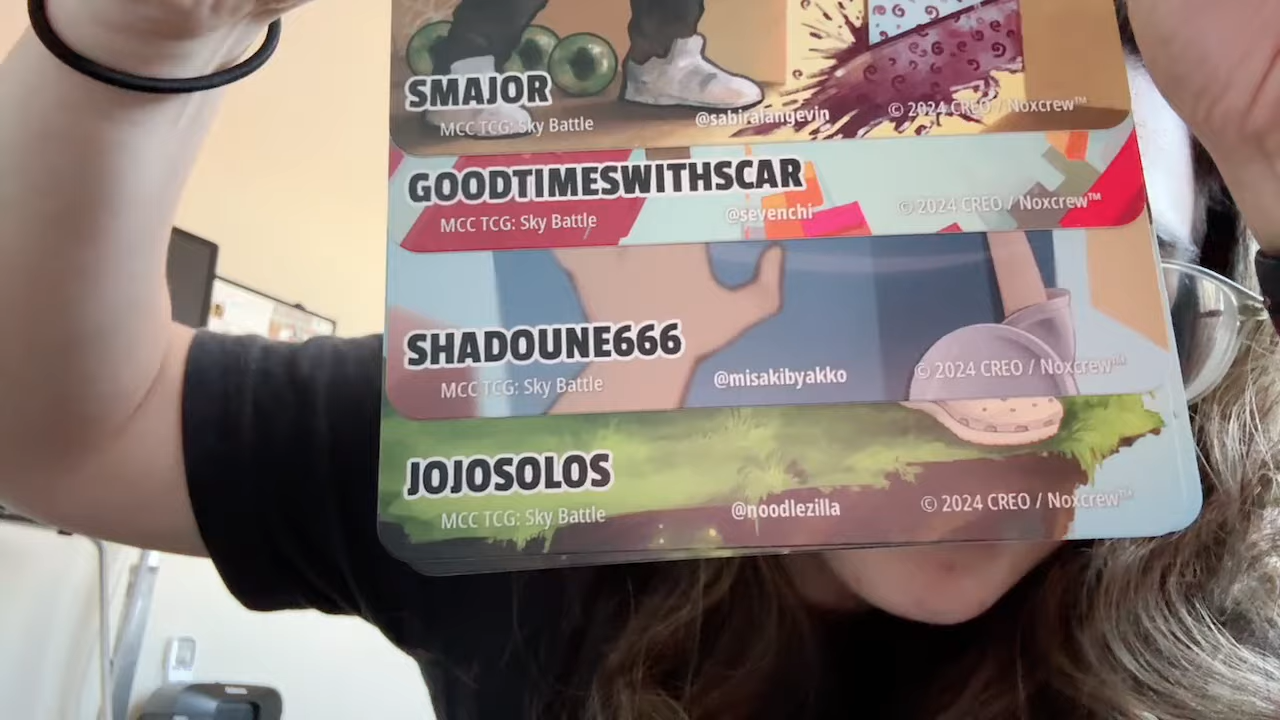 SMAJOR
MCC TCG: Sky Battle @sabiralangevin © 2024 CREO / Noxcrew™
GOODTIMESWITHSCAR
MCC TCG: Sky Battle @sevenchi © 2024 CREO / Noxcrew™
SHADOUNE666
MCC TCG: Sky Battle @misakibyakko © 2024 CREO / Noxcrew™
JOJOSOLOS
MCC TCG: Sky Battle @noodlezilla © 2024 CREO / Noxcrew™